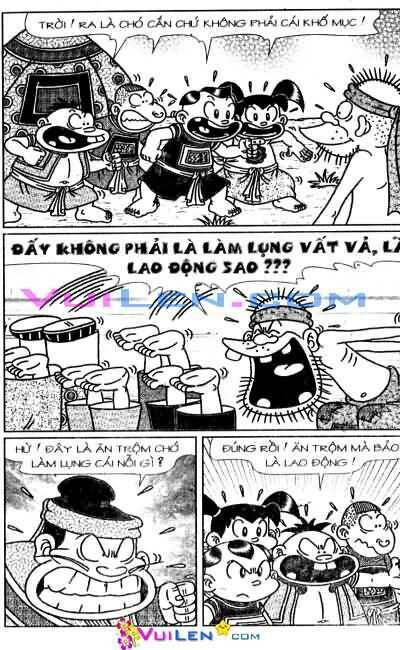 TRỜI ! RA LÀ CHÓ CẮN CHỨ KHÔNG PHẢI CÁI KHỐ MỤC !
ĐẤY KHÔNG PHẢI LÀ LÀM LỤNG VẤT VẢ, LÀ
LAO ĐỘNG SAO ???
VUILEN.COM
HỪ ! ĐÂY LÀ ĂN TRỘM CHỚ
LÀM LỤNG CÁI NỖI GÌ ?
ĐÚNG RỒI ! ĂN TRỘM MÀ BẢO
LÀ LAO ĐỘNG !
VUILEN.COM